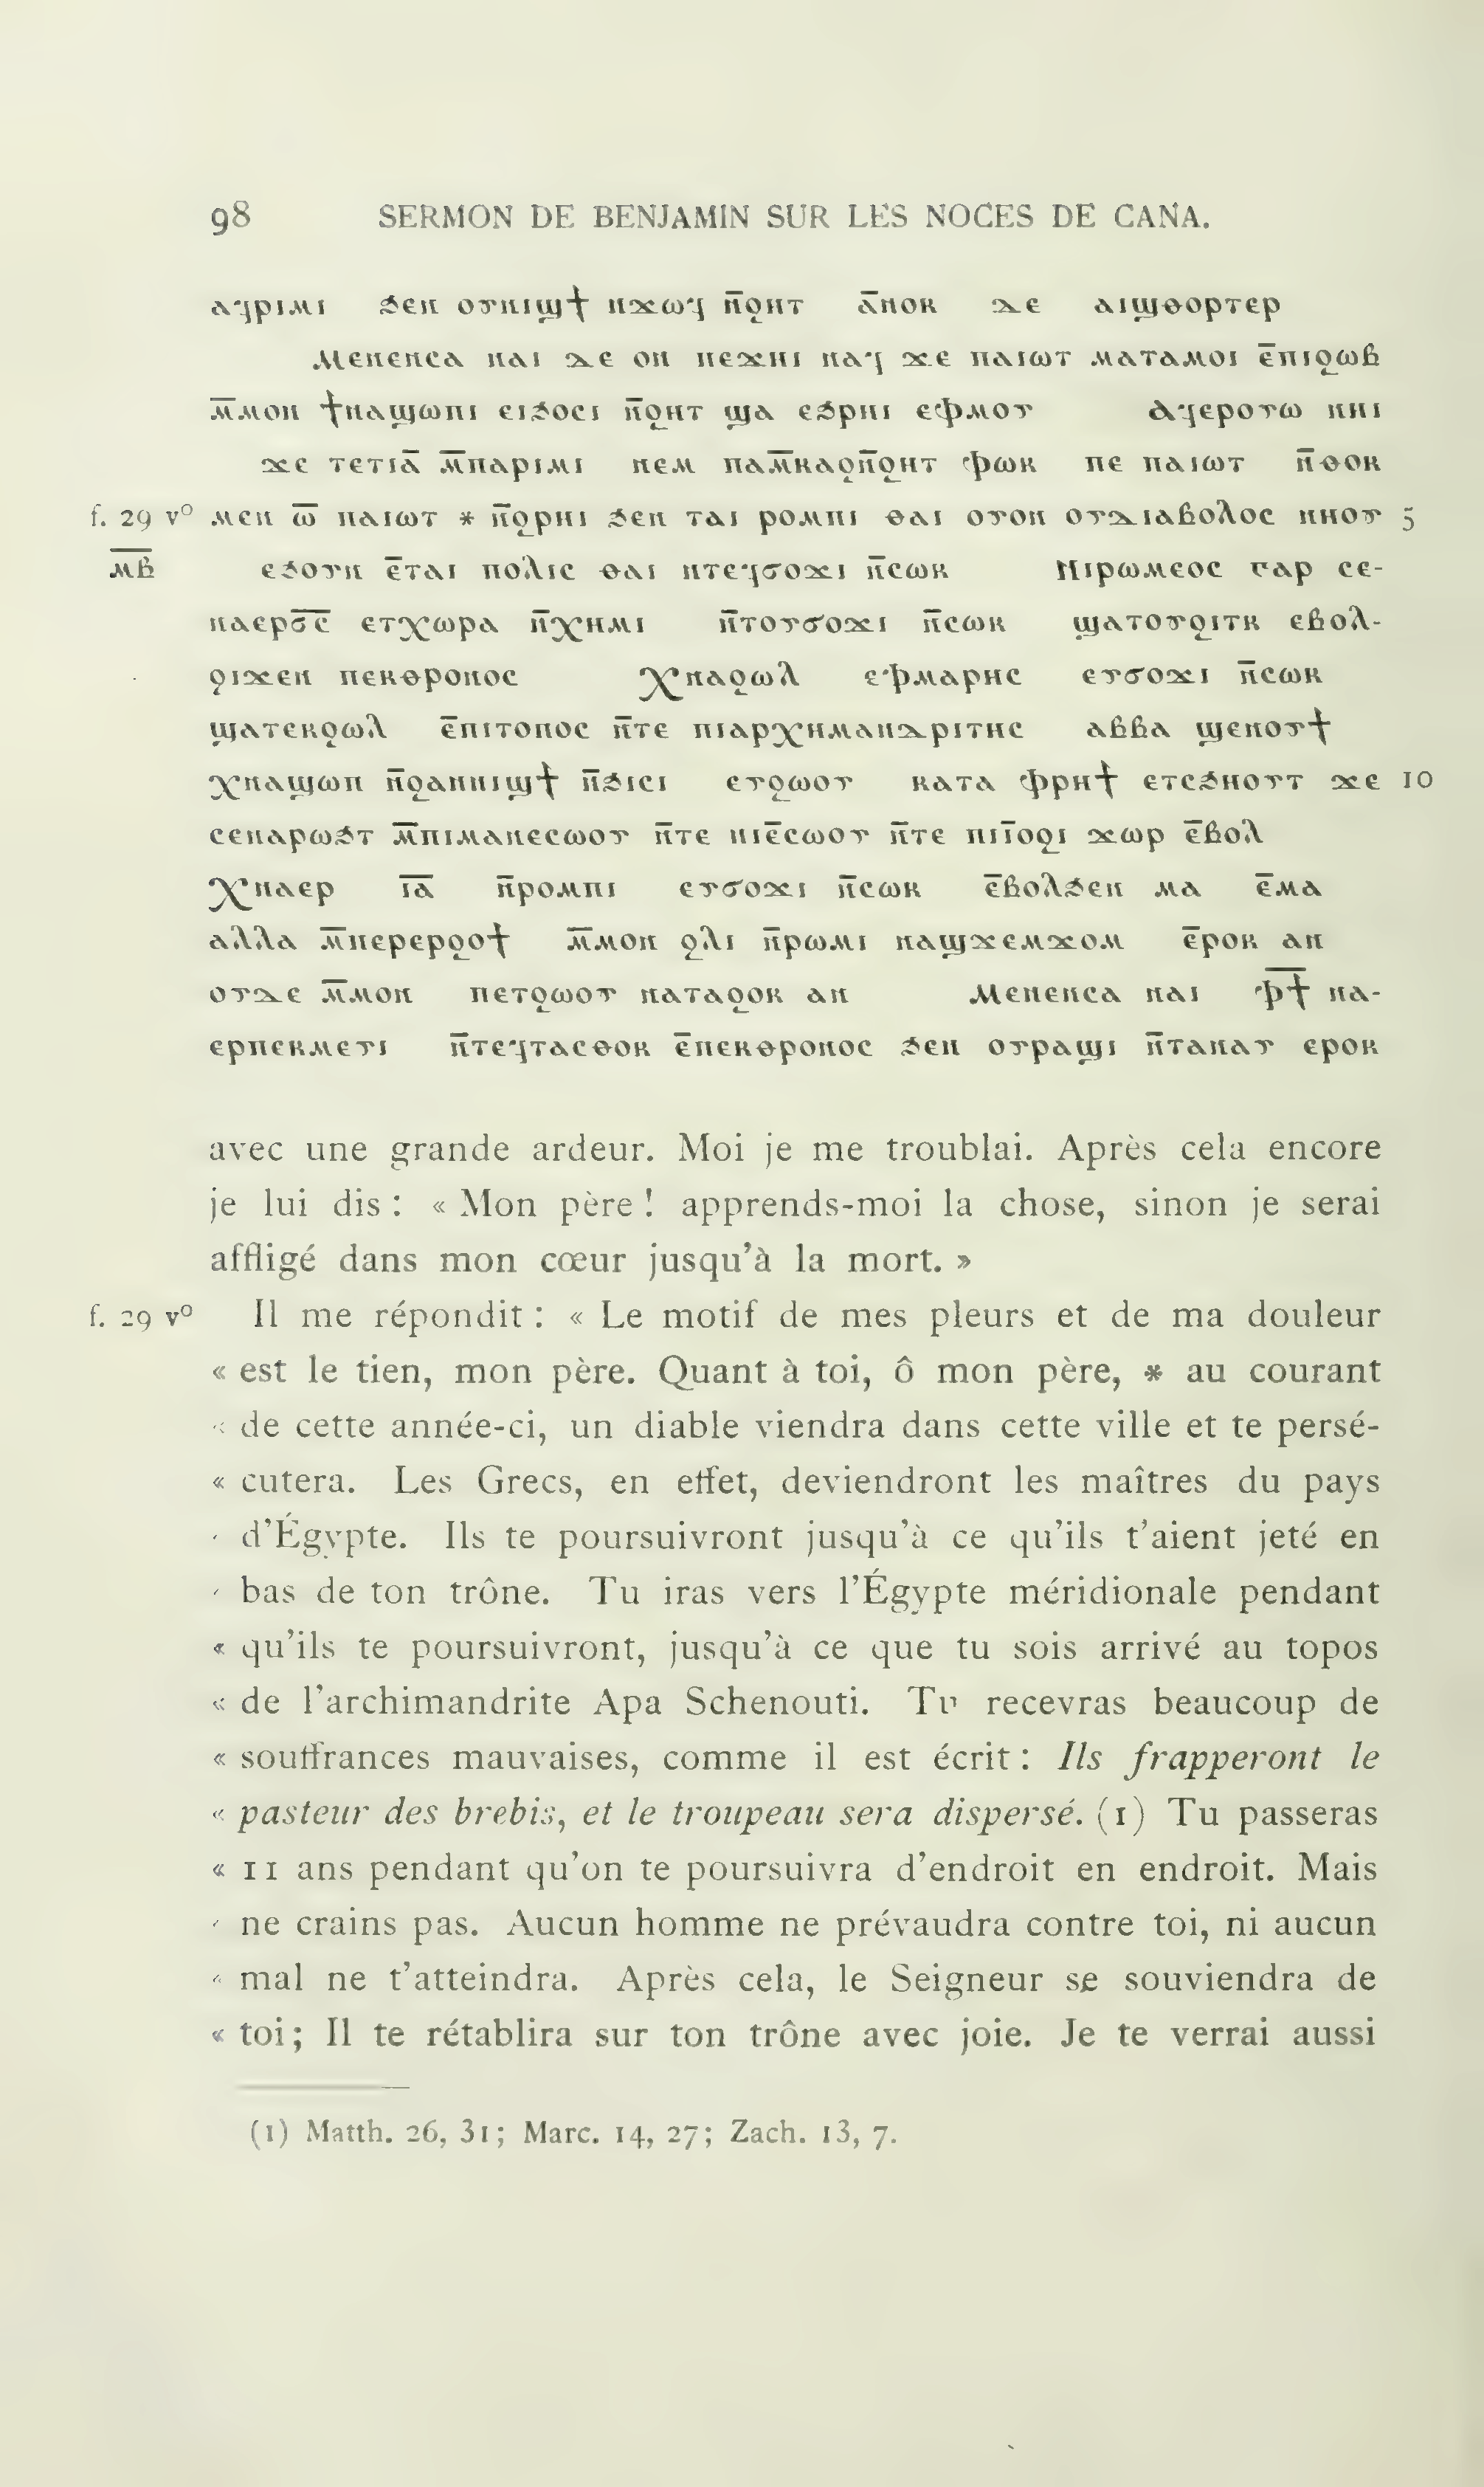 98 SERMON DE BENJAMIN SUR LES NOCES DE CANA.
ⲁϥⲣⲓⲙⲓ ϧⲉⲛ ⲟⲩⲛⲓϣϯ ⲛϫⲱϥ ⲛ̄ϩⲏⲧ ⲁ̄ⲛⲟⲕ ⲇⲉ ⲁⲓϣⲑⲟⲣⲧⲉⲣ
Ⲙⲉⲛⲉⲛⲥⲁ ⲛⲁⲓ ⲇⲉ ⲟⲛ ⲡⲉϫⲏⲓ ⲛⲁϥ ϫⲉ ⲡⲁⲓⲱⲧ ⲙⲁⲧⲁⲙⲟⲓ ⲉ̄ⲡⲓϩⲱⲃ
ⲙ̄ⲙⲟⲛ ϯⲛⲁϣⲱⲡⲓ ⲉⲓϧⲟⲥⲓ ⲛ̄ϩⲏⲧ ϣⲁ ⲉϧⲣⲏⲓ ⲉⲫⲙⲟⲩ Ⲁϥⲉⲣⲟⲩⲱ ⲛⲏⲓ
ϫⲉ ⲧⲉⲧⲓⲁ̄ ⲙ̄ⲡⲁⲣⲓⲙⲓ ⲛⲉⲙ ⲡⲁⲙ̄ⲕⲁϩⲛ̄ϩⲏⲧ ⲫⲱⲕ ⲡⲉ ⲡⲁⲓⲱⲧ ⲛ̄ⲑⲟⲕ
f. 29 vᵒ ⲙⲉⲛ ⲱ̄ ⲡⲁⲓⲱⲧ * ⲛ̄ϩⲣⲏⲓ ϧⲉⲛ ⲧⲁⲓ ⲣⲟⲙⲡⲓ ⲑⲁⲓ ⲟⲩⲟⲛ ⲟⲩⲇⲓⲁⲃⲟⲗⲟⲥ ⲛⲏⲟⲩ 5
ⲙ̄ⲃ̄ ⲉϧⲟⲩⲛ ⲉ̄ⲧⲁⲓ ⲡⲟⲗⲓⲥ ⲑⲁⲓ ⲛⲧⲉϥϭⲟϫⲓ ⲛ̄ⲥⲱⲕ Ⲛⲓⲣⲱⲙⲉⲟⲥ ⲅⲁⲣ ⲥⲉ-
ⲛⲁⲉⲣϭ̄ⲥ̄ ⲉⲧⲭⲱⲣⲁ ⲛ̄ⲭⲏⲙⲓ ⲛ̄ⲧⲟⲩϭⲟϫⲓ ⲛ̄ⲥⲱⲕ ϣⲁⲧⲟⲩϩⲓⲧⲕ ⲉⲃⲟⲗ-
ϩⲓϫⲉⲛ ⲡⲉⲕⲑⲣⲟⲛⲟⲥ Ⲭⲛⲁϩⲱⲗ ⲉⲫⲙⲁⲣⲏⲥ ⲉⲩϭⲟϫⲓ ⲛ̄ⲥⲱⲕ
ϣⲁⲧⲉⲕϩⲱⲗ ⲉ̄ⲡⲓⲧⲟⲡⲟⲥ ⲛ̄ⲧⲉ ⲡⲓⲁⲣⲭⲏⲙⲁⲛⲇⲣⲓⲧⲏⲥ ⲁⲃⲃⲁ ϣⲉⲛⲟⲩϯ
ⲭⲛⲁϣⲱⲡ ⲛ̄ϩⲁⲛⲛⲓϣϯ ⲛ̄ϧⲓⲥⲓ ⲉⲩϩⲱⲟⲩ ⲕⲁⲧⲁ ⲫⲣⲏϯ ⲉⲧⲥϧⲏⲟⲩⲧ ϫⲉ 10
ⲥⲉⲛⲁⲣⲱϧⲧ ⲙ̄ⲡⲓⲙⲁⲛⲉⲥⲱⲟⲩ ⲛ̄ⲧⲉ ⲛⲓⲉ̄ⲥⲱⲟⲩ ⲛ̄ⲧⲉ ⲡⲓⲓ̄ⲟϩⲓ ϫⲱⲣ ⲉ̄ⲃⲟⲗ
Ⲭⲛⲁⲉⲣ ⲓ̄ⲁ̄ ⲛ̄ⲣⲟⲙⲡⲓ ⲉⲩϭⲟϫⲓ ⲛ̄ⲥⲱⲕ ⲉ̄ⲃⲟⲗϧⲉⲛ ⲙⲁ ⲉ̄ⲙⲁ
ⲁⲗⲗⲁ ⲙ̄ⲡⲉⲣⲉⲣϩⲟϯ ⲙ̄ⲙⲟⲛ ϩⲗⲓ ⲛ̄ⲣⲱⲙⲓ ⲛⲁϣϫⲉⲙϫⲟⲙ ⲉ̄ⲣⲟⲕ ⲁⲛ
ⲟⲩⲇⲉ ⲙ̄ⲙⲟⲛ ⲡⲉⲧϩⲱⲟⲩ ⲛⲁⲧⲁϩⲟⲕ ⲁⲛ Ⲙⲉⲛⲉⲛⲥⲁ ⲛⲁⲓ ⲫ̄ϯ̄ ⲛⲁ-
ⲉⲣⲡⲉⲕⲙⲉⲩⲓ ⲛ̄ⲧⲉϥⲧⲁⲥⲑⲟⲕ ⲉ̄ⲡⲉⲕⲑⲣⲟⲛⲟⲥ ϧⲉⲛ ⲟⲩⲣⲁϣⲓ ⲛ̄ⲧⲁⲛⲁⲩ ⲉⲣⲟⲕ
avec une grande ardeur. Moi je me troublai. Après cela encore
je lui dis : « Mon père ! apprends-moi la chose, sinon je serai
affligé dans mon cœur jusqu’à la mort. »
f. 29 vᵒ Il me répondit : « Le motif de mes pleurs et de ma douleur
« est le tien, mon père. Quant à toi, ô mon père, * au courant
« de cette année-ci, un diable viendra dans cette ville et te persé-
« cutera. Les Grecs, en effet, deviendront les maîtres du pays
« d’Égypte. Ils te poursuivront jusqu’à ce qu’ils t’aient jeté en
« bas de ton trône. Tu iras vers l’Égypte méridionale pendant
« qu’ils te poursuivront, jusqu’à ce que tu sois arrivé au topos
« de l’archimandrite Apa Schenouti. Tu recevras beaucoup de
« souffrances mauvaises, comme il est écrit : Ils frapperont le
« pasteur des brebis, et le troupeau sera dispersé. (1) Tu passeras
« 11 ans pendant qu’on te poursuivra d’endroit en endroit. Mais
« ne crains pas. Aucun homme ne prévaudra contre toi, ni aucun
« mal ne t’atteindra. Après cela, le Seigneur se souviendra de
« toi ; Il te rétablira sur ton trône avec joie. Je te verrai aussi
(1) Matth. 26, 31 ; Marc. 14, 27 ; Zach. 13, 7.